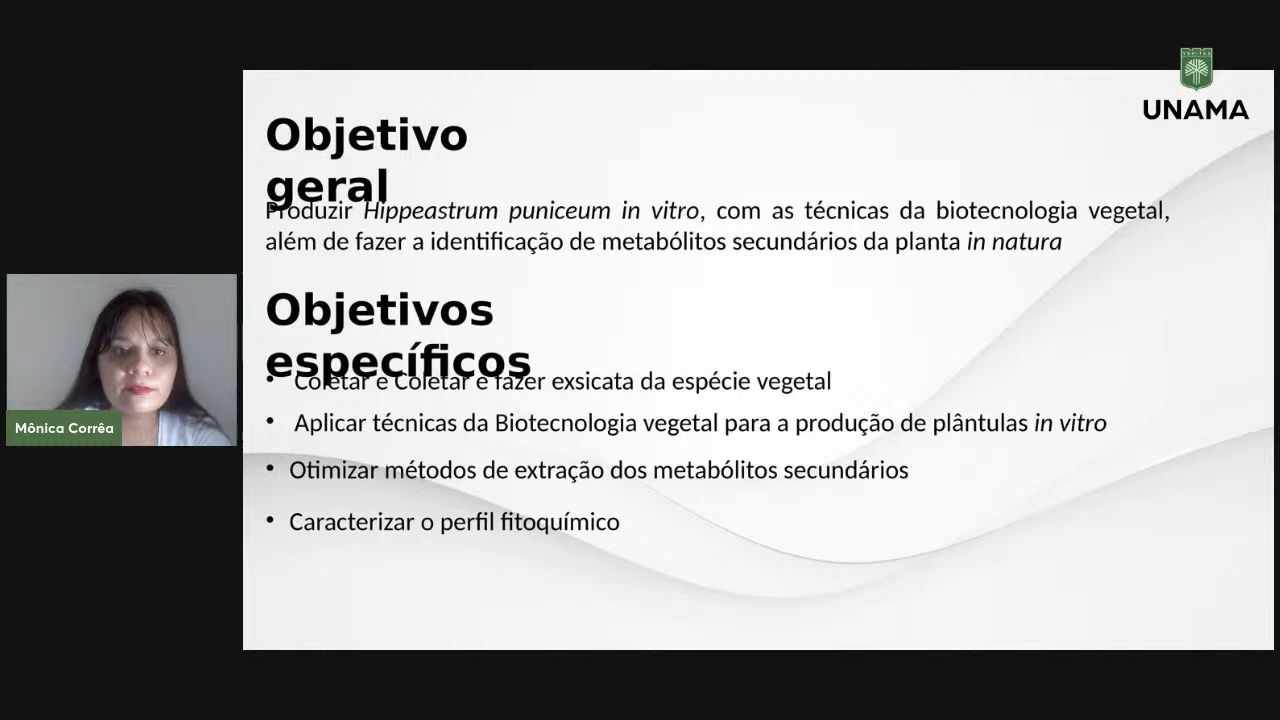 VERITAS
UNAMA
Objetivo
geral
Produzir Hippeastrum puniceum in vitro, com as técnicas da biotecnologia vegetal,
além de fazer a identificação de metabólitos secundários da planta in natura
Objetivos
específicos
• Coletar e Coletar e fazer exsicata da espécie vegetal
• Aplicar técnicas da Biotecnologia vegetal para a produção de plântulas in vitro
• Otimizar métodos de extração dos metabólitos secundários
• Caracterizar o perfil fitoquímico
Mônica Corrêa